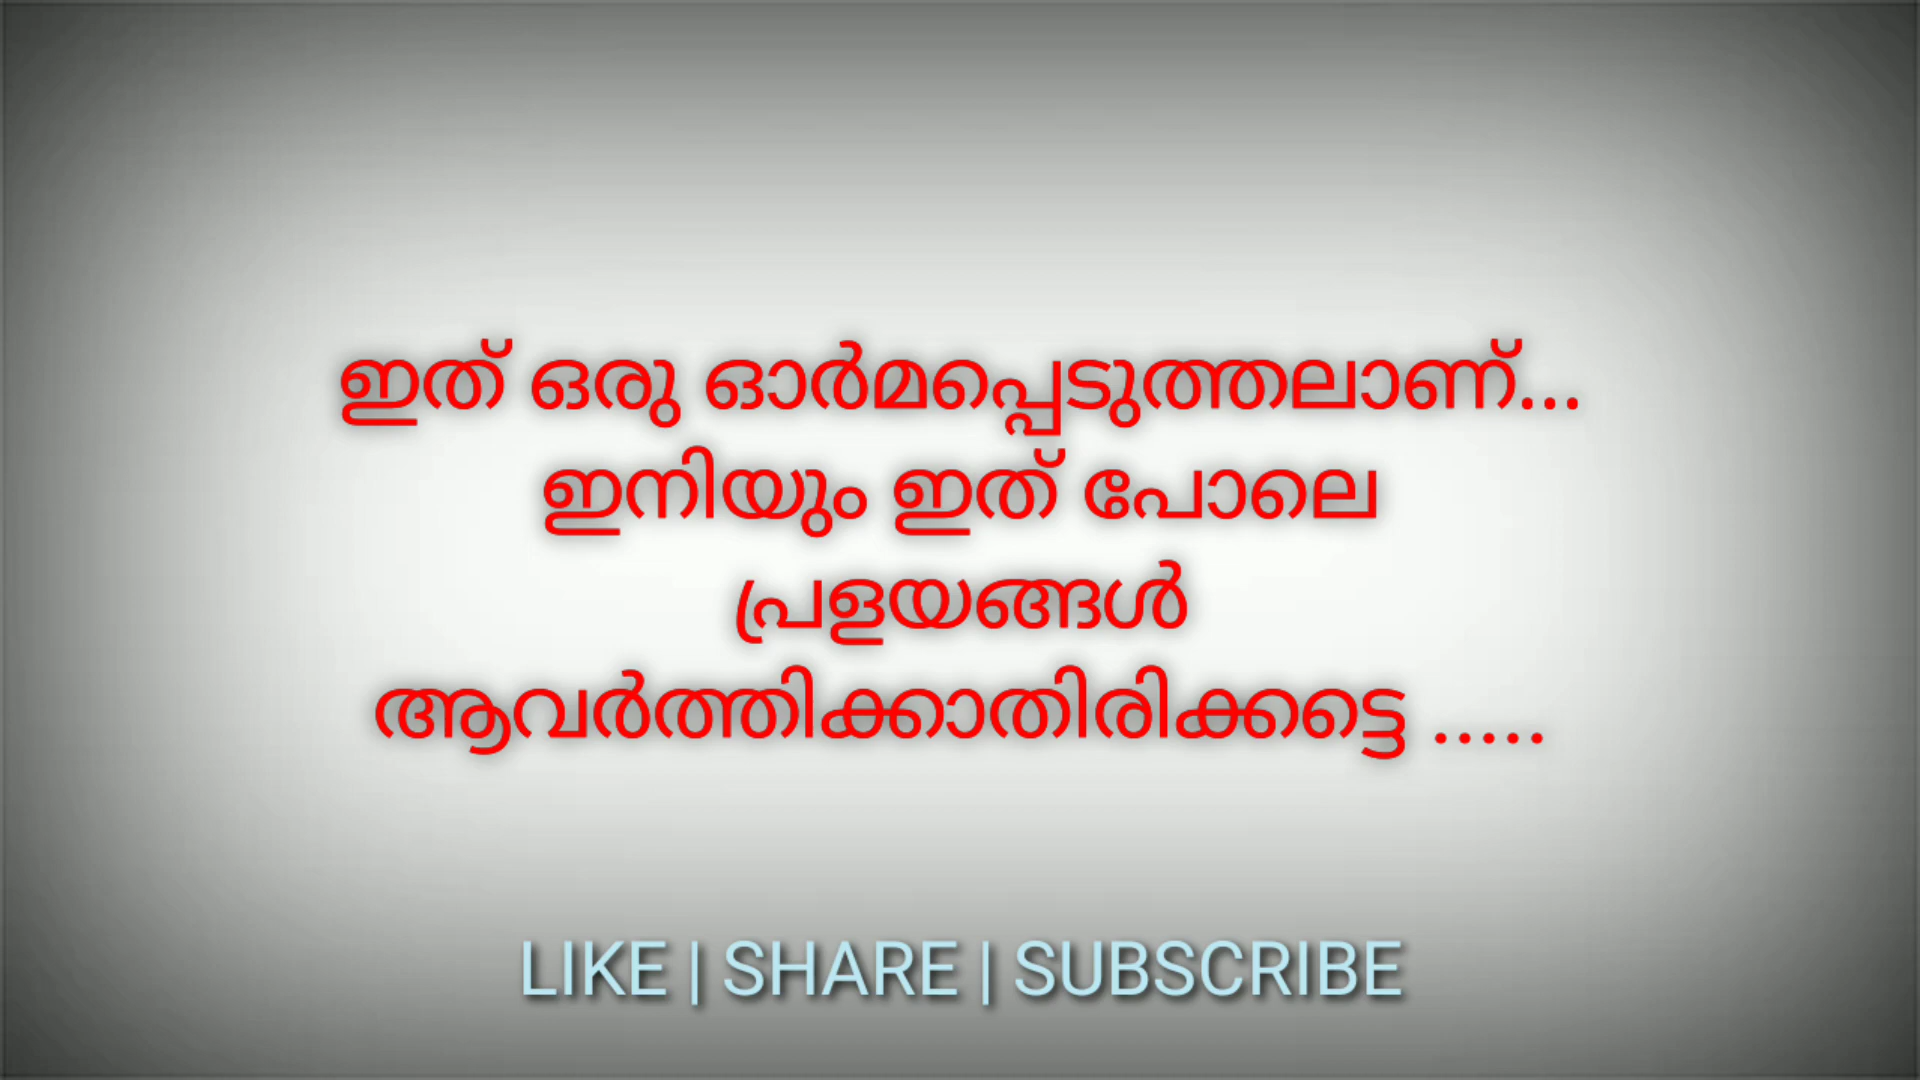 ഇത് ഒരു ഓർമപ്പെടുത്തലാണ്...
ഇനിയും ഇത് പോലെ
പ്രളയങ്ങൾ
ആവർത്തിക്കാതിരിക്കട്ടെ .....
LIKE | SHARE | SUBSCRIBE